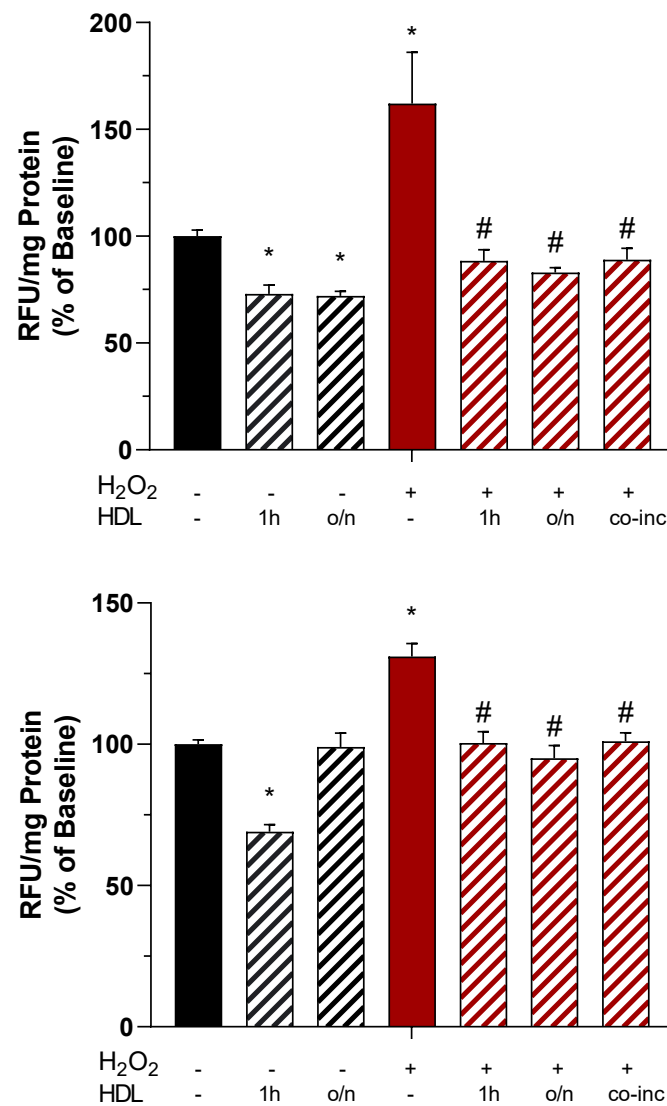 RFU/mg Protein
(% of Baseline)
200
150
100
50
0
* * * # # #
H₂O₂ - - - + + + +
HDL - 1h o/n - 1h o/n co-inc
RFU/mg Protein
(% of Baseline)
150
100
50
0
* * # # #
H₂O₂ - - - + + + +
HDL - 1h o/n - 1h o/n co-inc